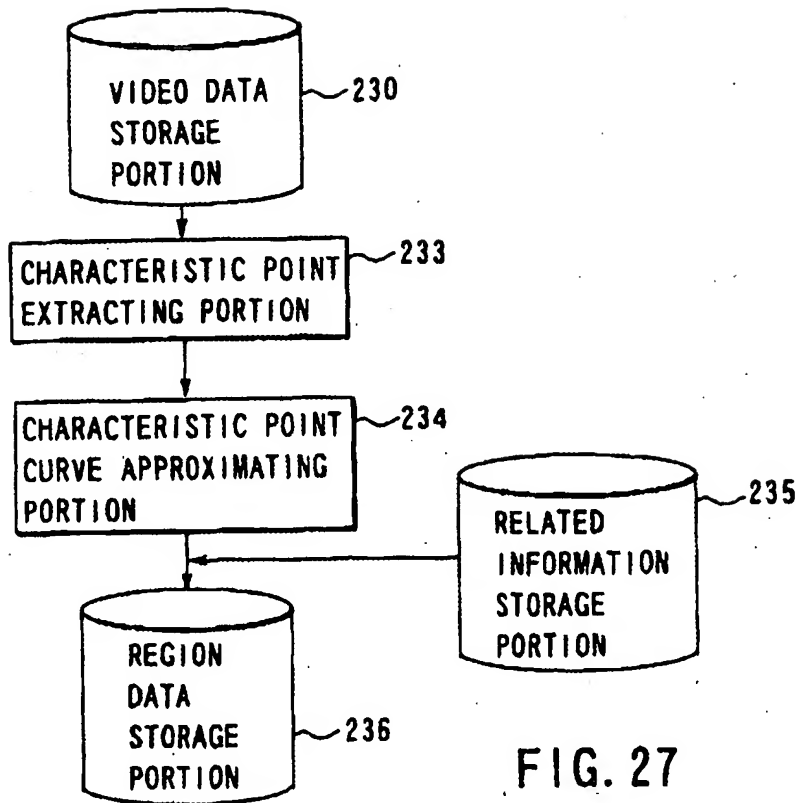 VIDEO DATA
STORAGE
PORTION
230
CHARACTERISTIC POINT
EXTRACTING PORTION
233
CHARACTERISTIC POINT
CURVE APPROXIMATING
PORTION
234
RELATED
INFORMATION
STORAGE
PORTION
235
REGION
DATA
STORAGE
PORTION
236
FIG. 27